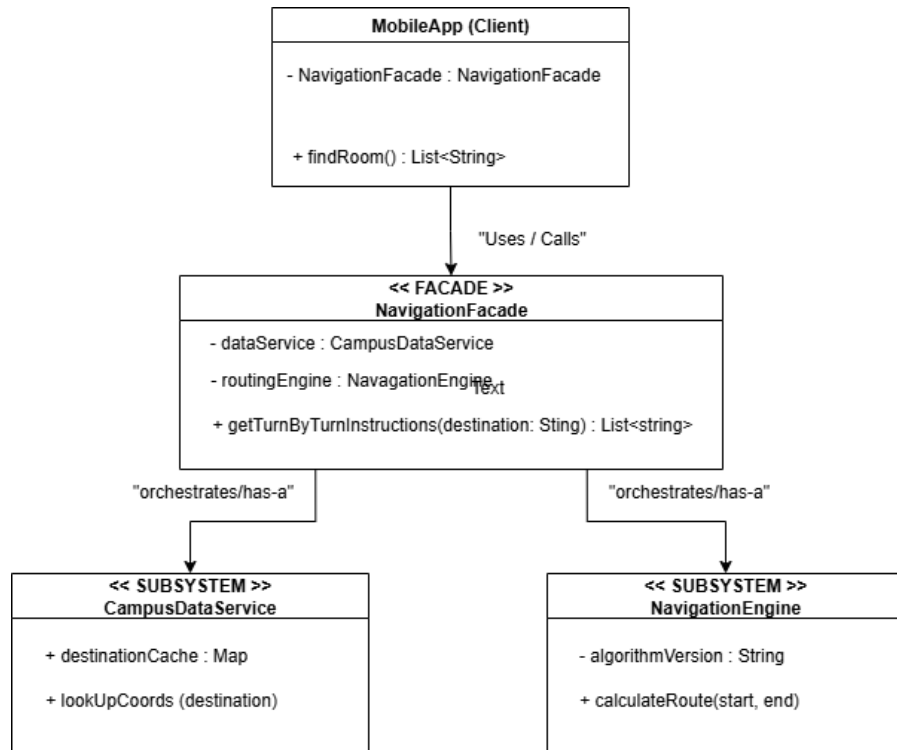 MobileApp (Client)
- NavigationFacade : NavigationFacade
+ findRoom() : List<String>
"Uses / Calls"
<< FACADE >>
NavigationFacade
- dataService : CampusDataService
- routingEngine : NavagationEngine
Text
+ getTurnByTurnInstructions(destination: Sting) : List<string>
"orchestrates/has-a"
"orchestrates/has-a"
<< SUBSYSTEM >>
CampusDataService
+ destinationCache : Map
+ lookUpCoords (destination)
<< SUBSYSTEM >>
NavigationEngine
- algorithmVersion : String
+ calculateRoute(start, end)